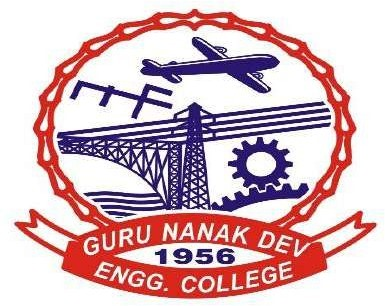 GURU NANAK DEV
1956
ENGG. COLLEGE